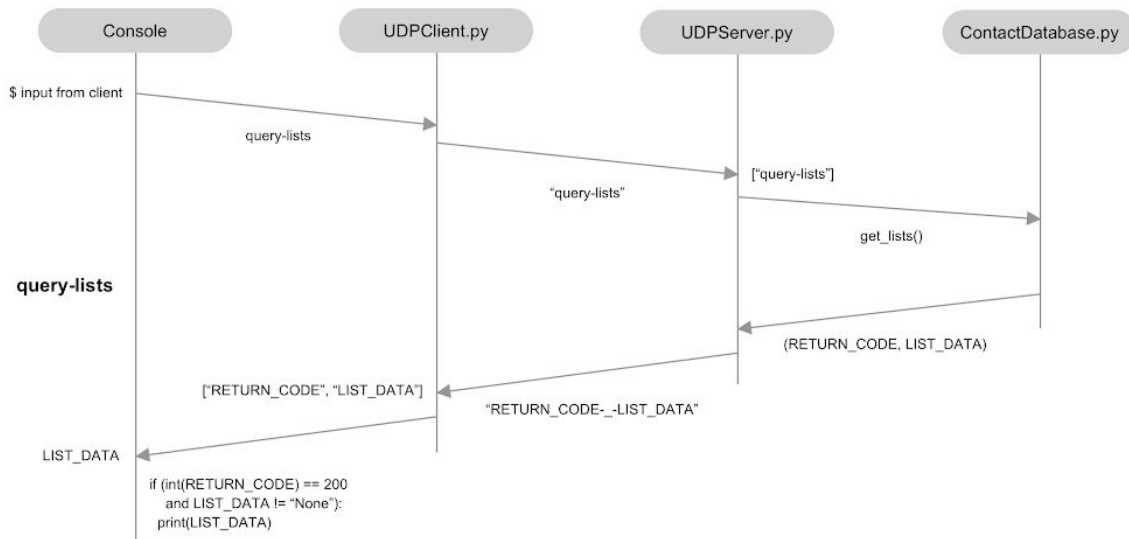 Console
UDPClient.py
UDPServer.py
ContactDatabase.py
$ input from client
query-lists
["query-lists"]
“query-lists”
get_lists()
query-lists
(RETURN_CODE, LIST_DATA)
[“RETURN_CODE”, “LIST_DATA”]
“RETURN_CODE-_-LIST_DATA”
LIST_DATA
if (int(RETURN_CODE) == 200
and LIST_DATA != “None”):
print(LIST_DATA)